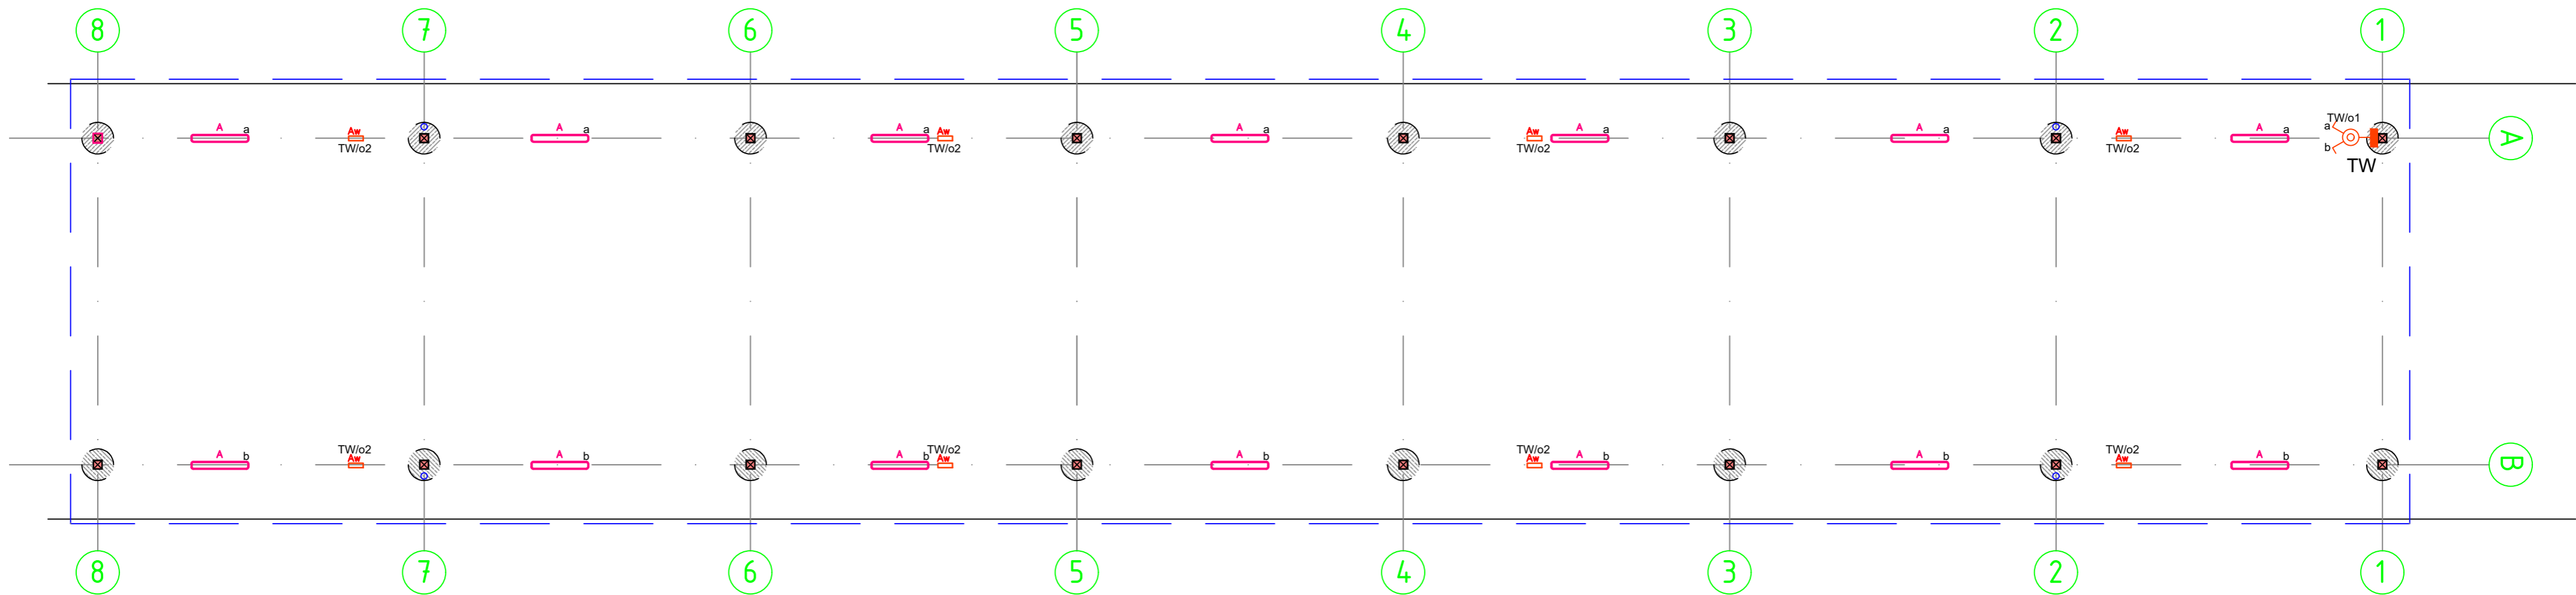 8 7 6 5 4 3 2 1
TW/o1
A a Aw A a A a Aw A a Aw A a A a Aw A a a A
TW/o2 TW/o2 TW/o2 TW/o2 b
TW
TW/o2 TW/o2 TW/o2 TW/o2
A b Aw A b A b Aw A b Aw A b A b Aw A b B
8 7 6 5 4 3 2 1